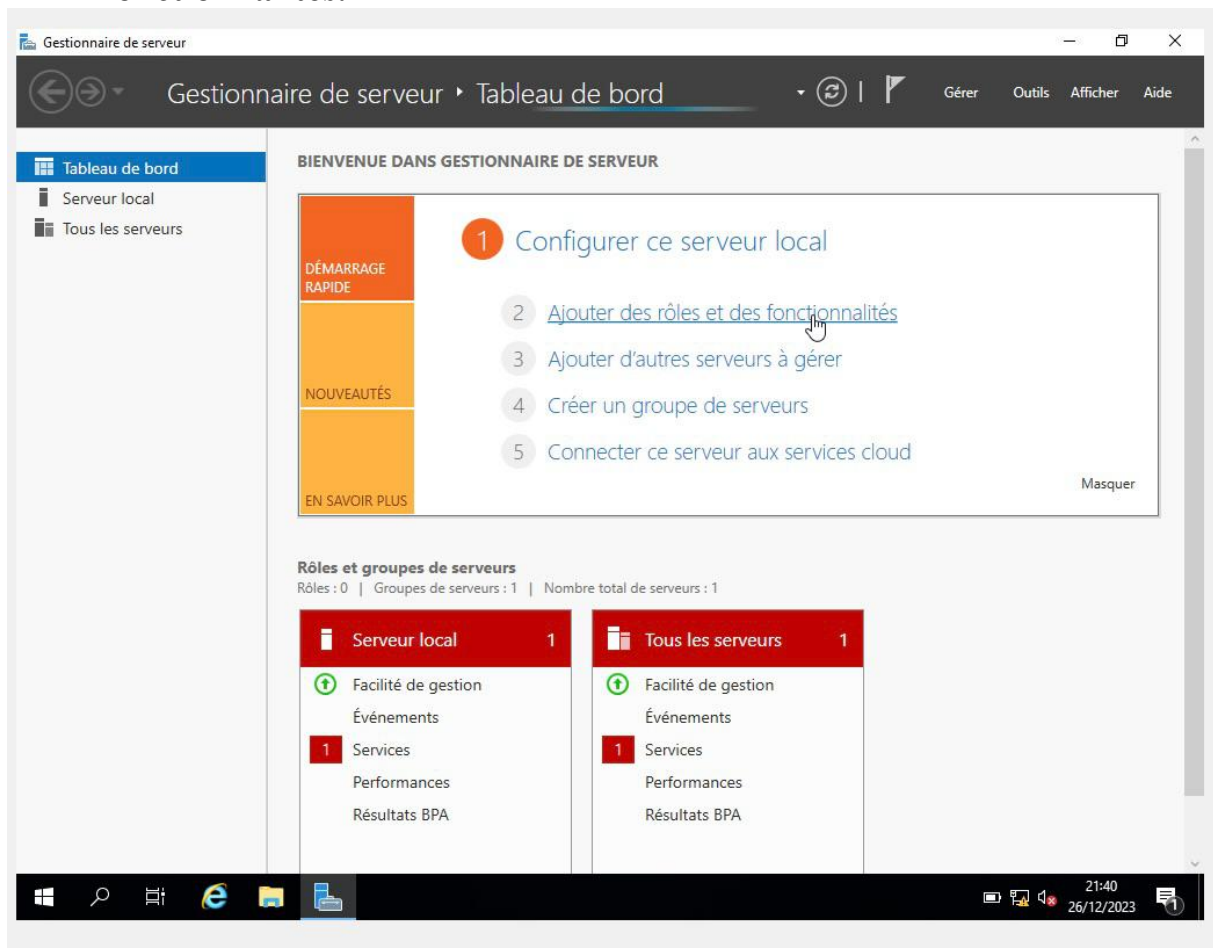 Gestionnaire de serveur
Gestionnaire de serveur ‣ Tableau de bord
Gérer Outils Afficher Aide
Tableau de bord
Serveur local
Tous les serveurs
BIENVENUE DANS GESTIONNAIRE DE SERVEUR
DÉMARRAGE
RAPIDE
NOUVEAUTÉS
EN SAVOIR PLUS
1 Configurer ce serveur local
2 Ajouter des rôles et des fonctionnalités
3 Ajouter d’autres serveurs à gérer
4 Créer un groupe de serveurs
5 Connecter ce serveur aux services cloud
Masquer
Rôles et groupes de serveurs
Rôles : 0 | Groupes de serveurs : 1 | Nombre total de serveurs : 1
Serveur local 1
Facilité de gestion
Événements
1 Services
Performances
Résultats BPA
Tous les serveurs 1
Facilité de gestion
Événements
1 Services
Performances
Résultats BPA
21:40
26/12/2023
1